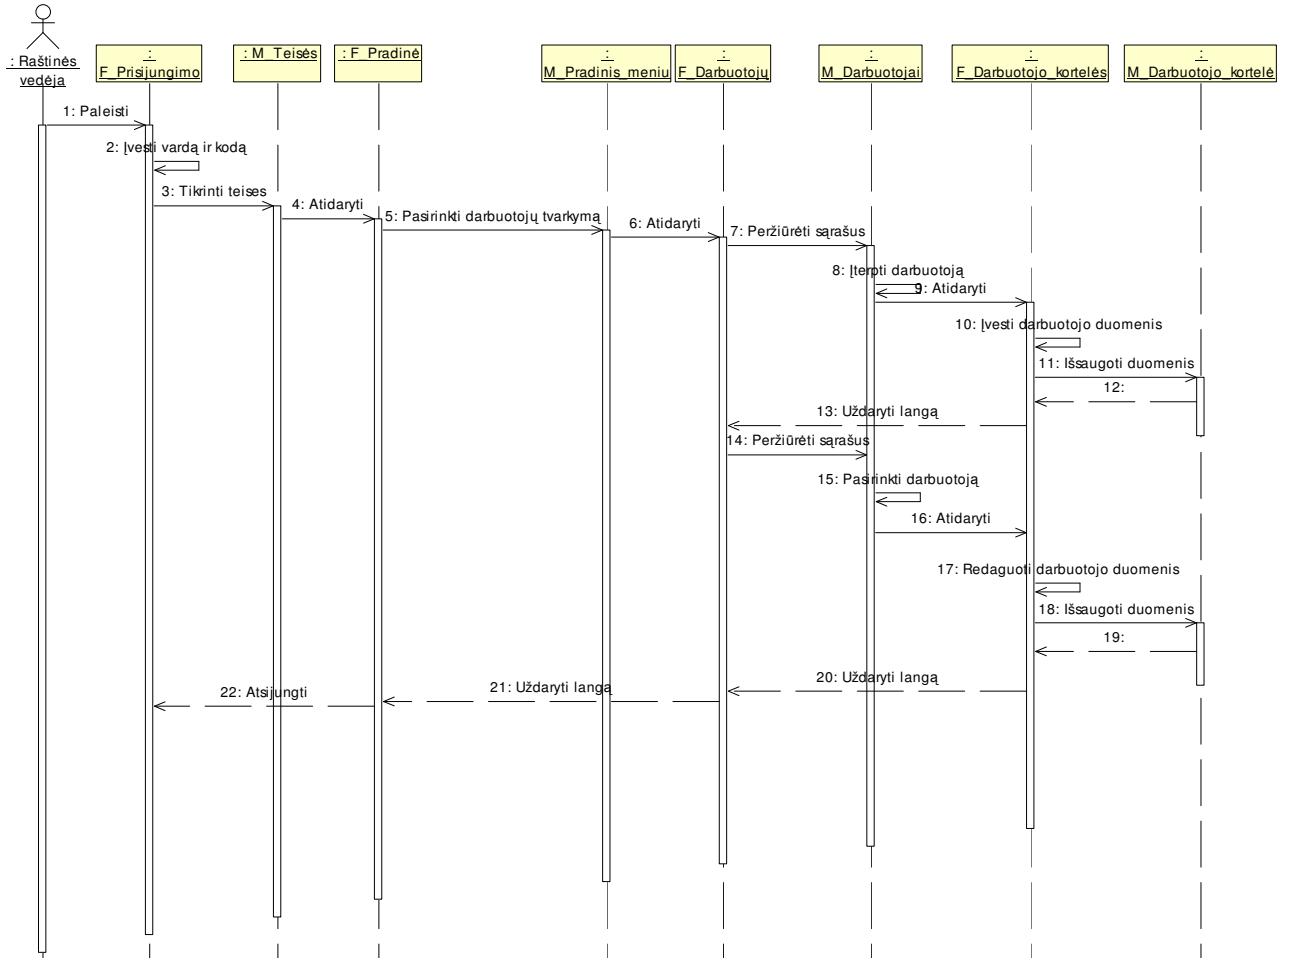 : Raštinės
vedėja
:
F_Prisijungimo
: M_Teisės
: F_Pradinė
:
M_Pradinis_meniu
:
F_Darbuotojų
:
M_Darbuotojai
:
F_Darbuotojo_kortelės
:
M_Darbuotojo_kortelė
1: Paleisti
2: Įvesti vardą ir kodą
3: Tikrinti teises
4: Atidaryti
5: Pasirinkti darbuotojų tvarkymą
6: Atidaryti
7: Peržiūrėti sąrašus
8: Įterpti darbuotoją
9: Atidaryti
10: Įvesti darbuotojo duomenis
11: Išsaugoti duomenis
12:
13: Uždaryti langą
14: Peržiūrėti sąrašus
15: Pasirinkti darbuotoją
16: Atidaryti
17: Redaguoti darbuotojo duomenis
18: Išsaugoti duomenis
19:
20: Uždaryti langą
21: Uždaryti langą
22: Atsijungti